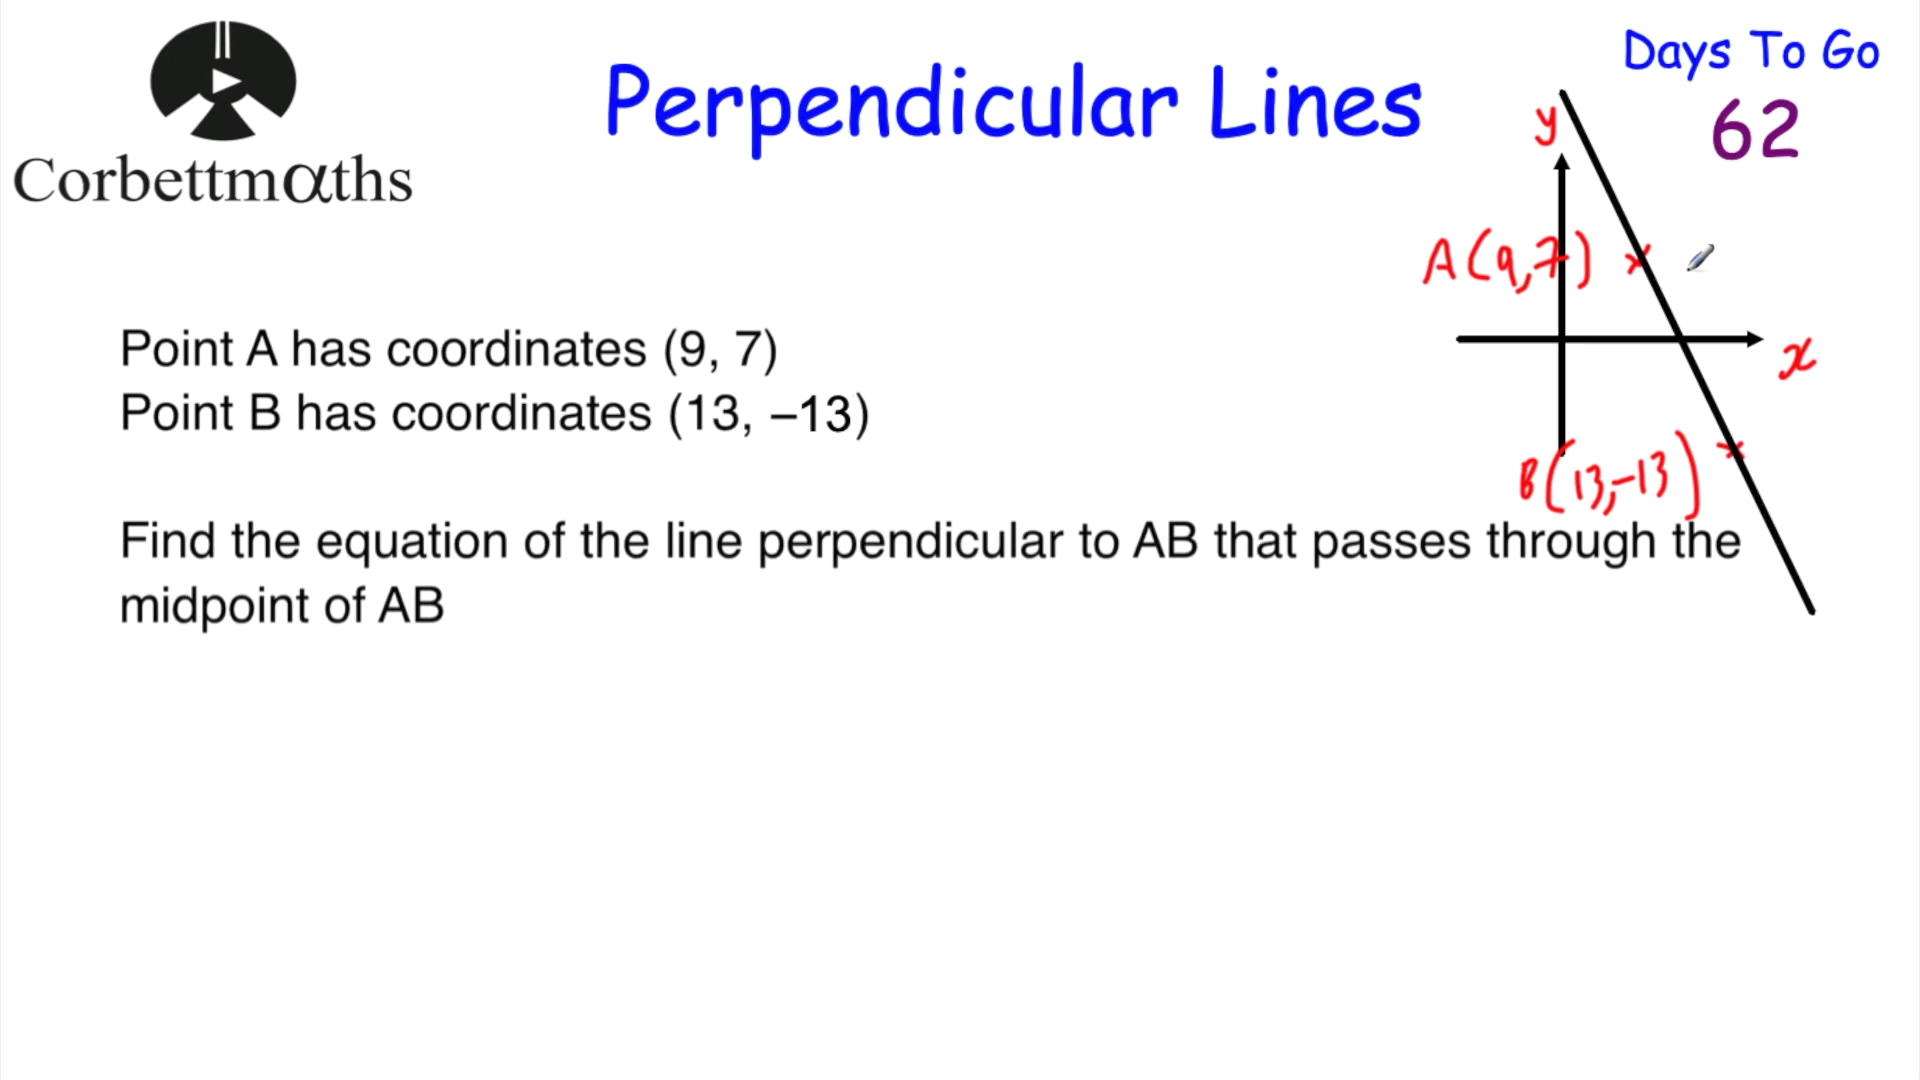 Corbettmαths
Perpendicular Lines
Days To Go
62
y
A(9,7)
x
B(13,-13)
Point A has coordinates (9, 7)
Point B has coordinates (13, –13)
Find the equation of the line perpendicular to AB that passes through the
midpoint of AB